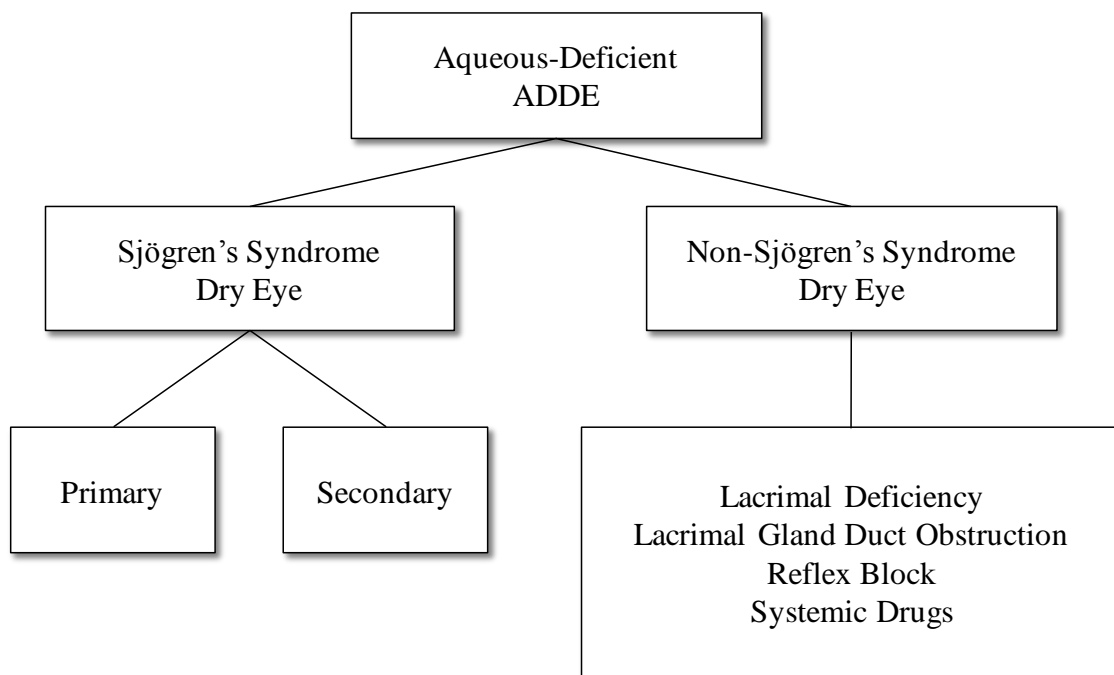 Aqueous-Deficient
ADDE
Sjögren’s Syndrome
Dry Eye
Non-Sjögren’s Syndrome
Dry Eye
Primary
Secondary
Lacrimal Deficiency
Lacrimal Gland Duct Obstruction
Reflex Block
Systemic Drugs